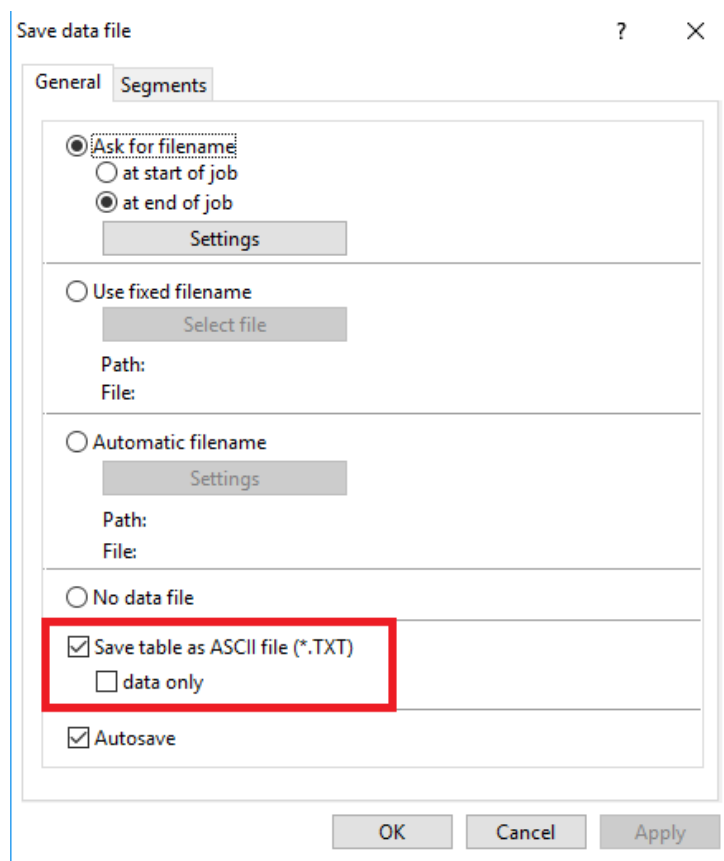 Save data file ?
General Segments
Ask for filename
at start of job
at end of job
Settings
Use fixed filename
Select file
Path:
File:
Automatic filename
Settings
Path:
File:
No data file
Save table as ASCII file (*.TXT)
data only
Autosave
OK Cancel Apply